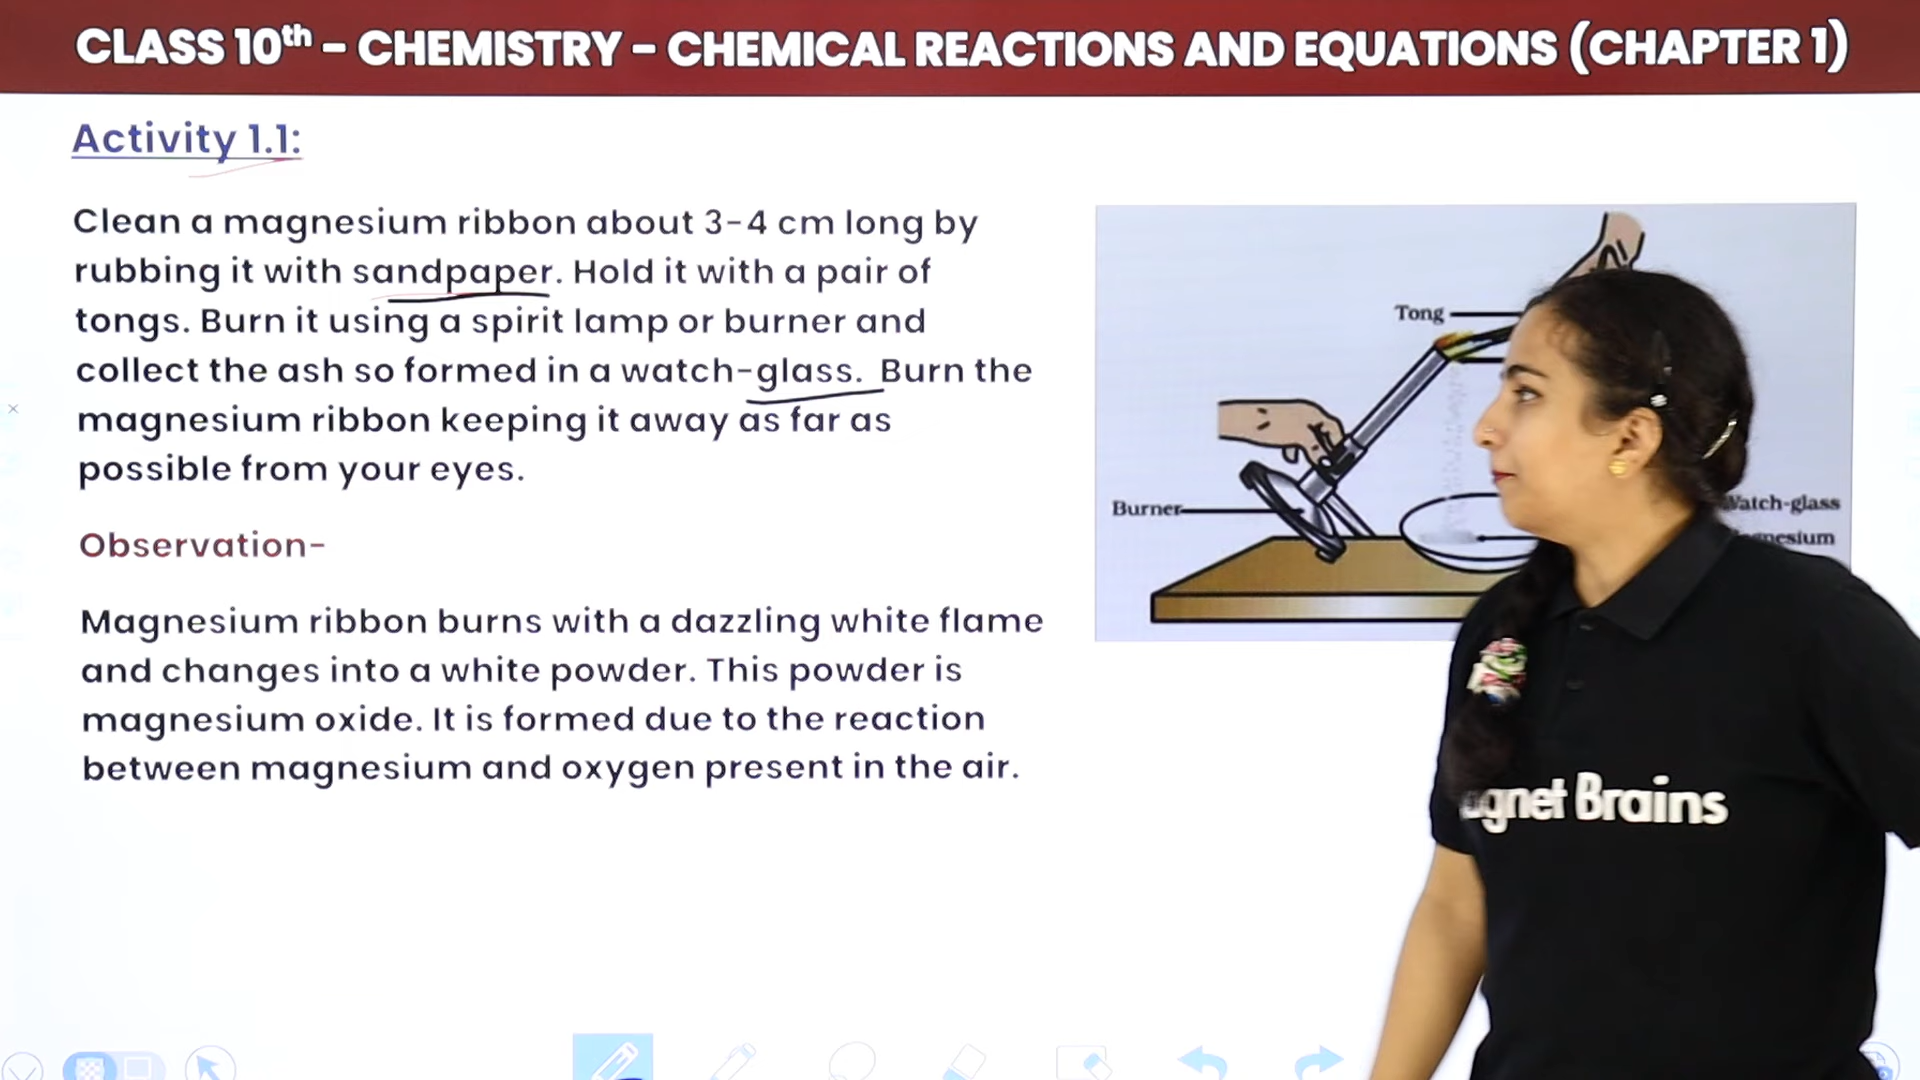 CLASS 10th - CHEMISTRY - CHEMICAL REACTIONS AND EQUATIONS (CHAPTER 1)
Activity 1.1:
Clean a magnesium ribbon about 3-4 cm long by
rubbing it with sandpaper. Hold it with a pair of
tongs. Burn it using a spirit lamp or burner and
collect the ash so formed in a watch-glass. Burn the
magnesium ribbon keeping it away as far as
possible from your eyes.
Observation-
Magnesium ribbon burns with a dazzling white flame
and changes into a white powder. This powder is
magnesium oxide. It is formed due to the reaction
between magnesium and oxygen present in the air.
Tong
Burner
Watch-glass
gnesium
agnet Brains